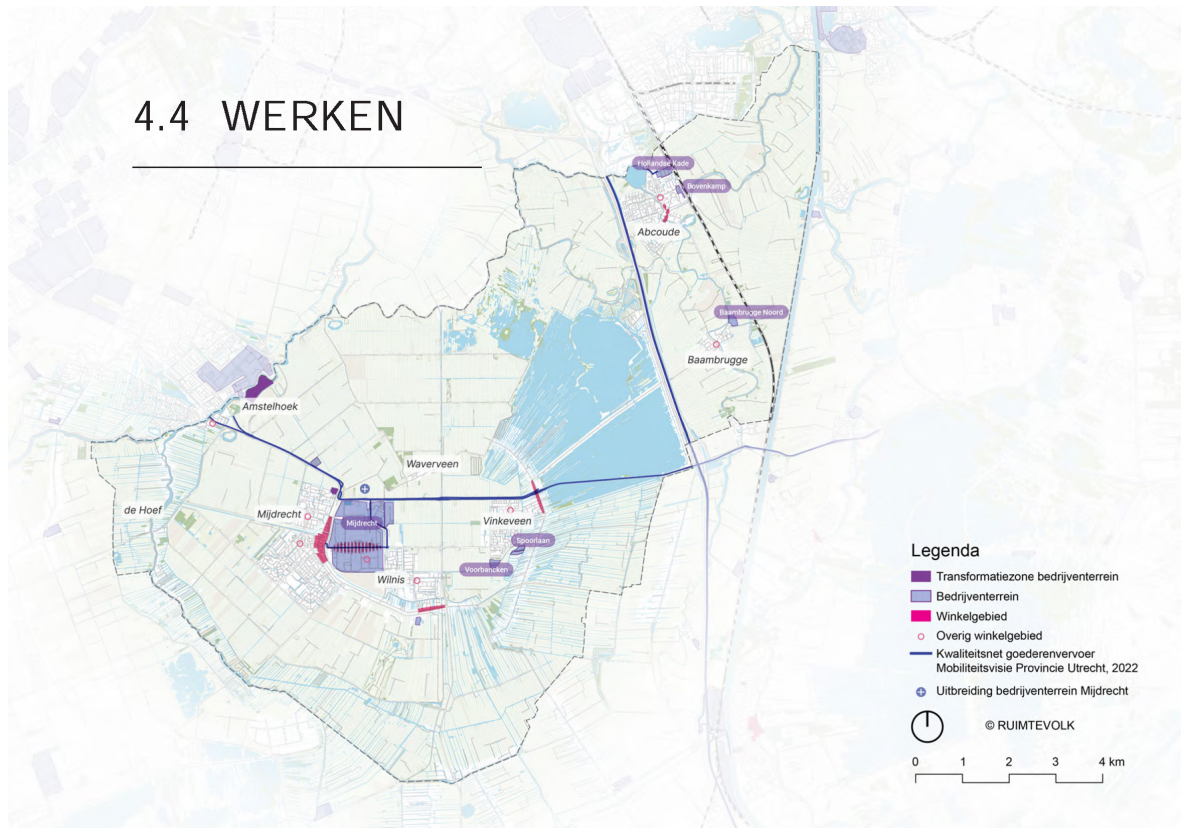 4.4 WERKEN
Hollandse Kade
Bovenkamp
Abcoude
Baambrugge Noord
Baambrugge
Amstelhoek
Waverveen
de Hoef
Mijdrecht
Mijdrecht
Vinkeveen
Spoorlaan
Voorbancken
Wilnis
Legenda
Transformatiezone bedrijventerrein
Bedrijventerrein
Winkelgebied
Overig winkelgebied
Kwaliteitsnet goederenvervoer
Mobiliteitsvisie Provincie Utrecht, 2022
Uitbreiding bedrijventerrein Mijdrecht
© RUIMTEVOLK
0 1 2 3 4 km